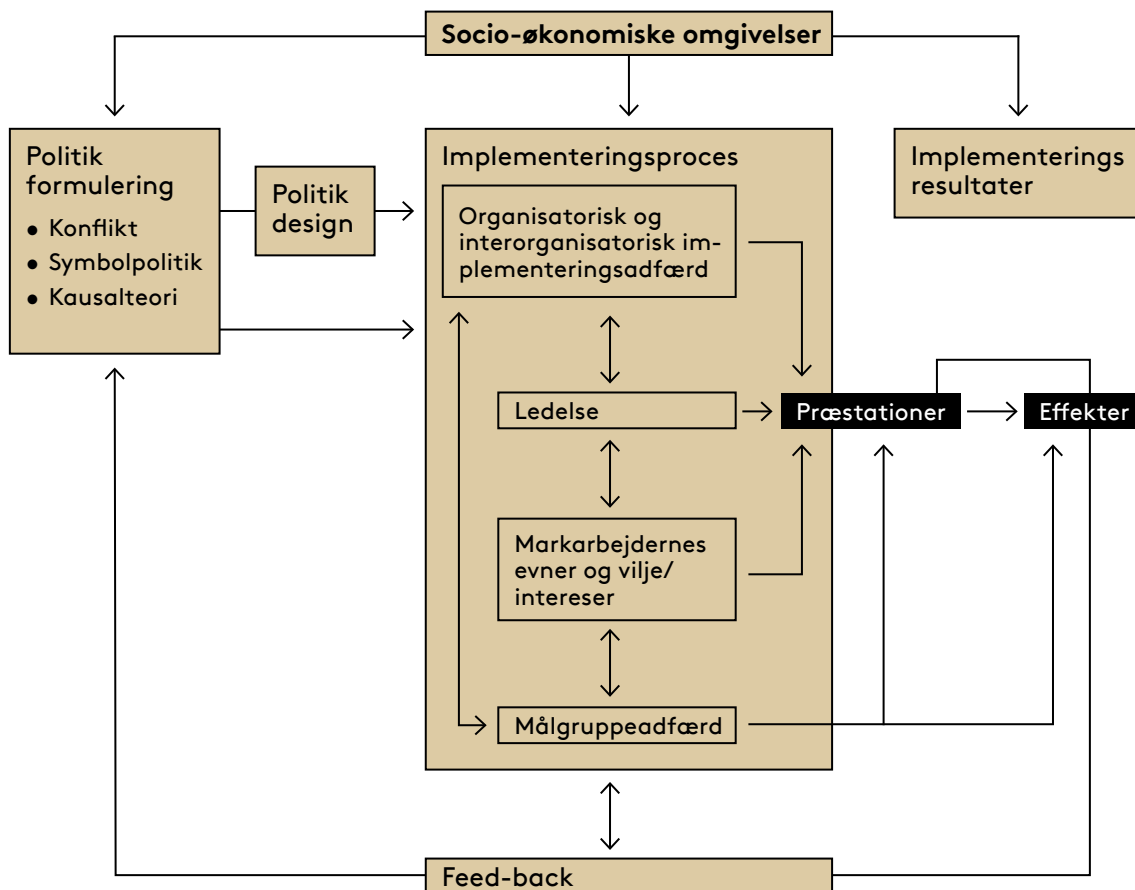 Socio-økonomiske omgivelser
Politik
formulering
• Konflikt
• Symbolpolitik
• Kausalteori
Politik
design
Implementeringsproces
Organisatorisk og
interorganisatorisk im-
plementeringsadfærd
Ledelse
Markarbejdernes
evner og vilje/
intereser
Målgruppeadfærd
Præstationer
Effekter
Implementerings
resultater
Feed-back